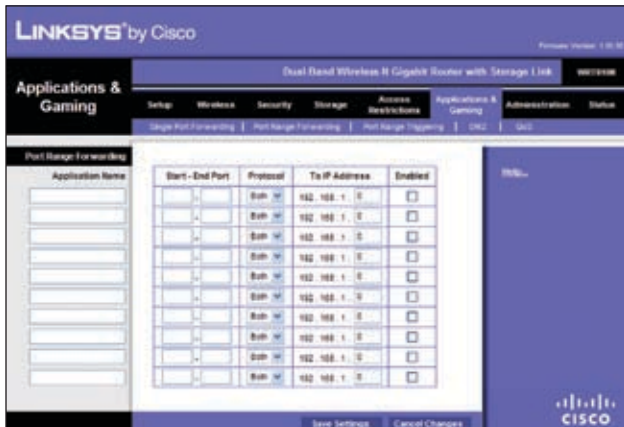 LINKSYS® by Cisco
Firmware Version: 1.00.00
Dual Band Wireless-N Gigabit Router with Storage Link
Applications & Gaming
Setup Wireless Security Storage Access Restrictions Applications & Gaming Administration Status
Single Port Forwarding | Port Range Forwarding | Port Range Triggering | DMZ | QoS
Port Range Forwarding
Application Name Start - End Port Protocol To IP Address Enabled
Help...
- Both 192 . 168 . 1 . 0
- Both 192 . 168 . 1 . 0
- Both 192 . 168 . 1 . 0
- Both 192 . 168 . 1 . 0
- Both 192 . 168 . 1 . 0
- Both 192 . 168 . 1 . 0
- Both 192 . 168 . 1 . 0
- Both 192 . 168 . 1 . 0
- Both 192 . 168 . 1 . 0
- Both 192 . 168 . 1 . 0
Save Settings Cancel Changes
CISCO